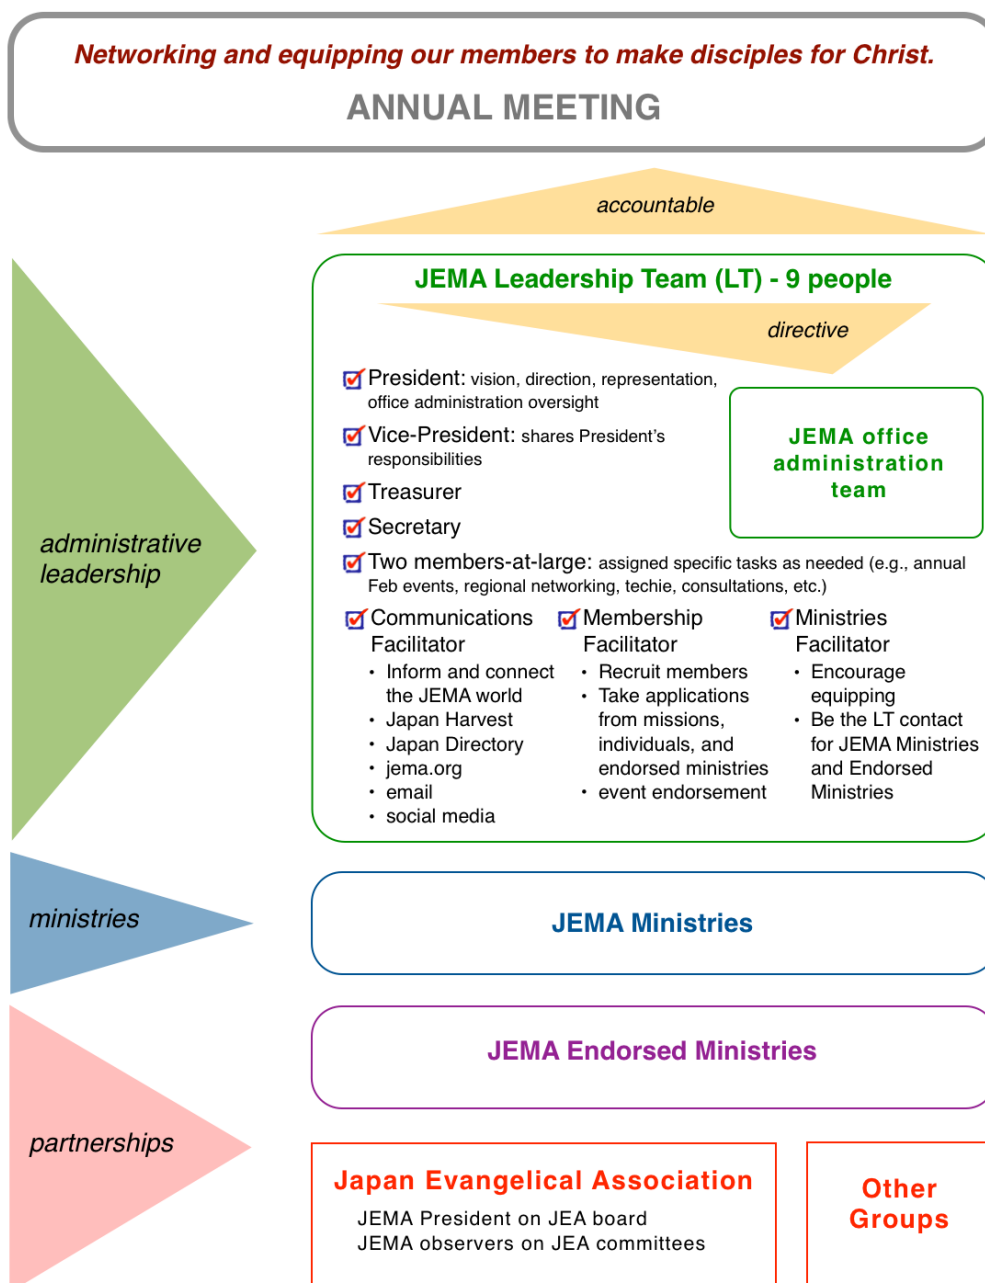 Networking and equipping our members to make disciples for Christ.
ANNUAL MEETING
accountable
JEMA Leadership Team (LT) - 9 people
directive
President: vision, direction, representation,
office administration oversight
Vice-President: shares President's
responsibilities
Treasurer
Secretary
JEMA office
administration
team
Two members-at-large: assigned specific tasks as needed (e.g., annual
Feb events, regional networking, techie, consultations, etc.)
administrative
leadership
Communications
Facilitator
• Inform and connect
the JEMA world
• Japan Harvest
• Japan Directory
• jema.org
• email
• social media
Membership
Facilitator
• Recruit members
• Take applications
from missions,
individuals, and
endorsed ministries
• event endorsement
Ministries
Facilitator
• Encourage
equipping
• Be the LT contact
for JEMA Ministries
and Endorsed
Ministries
ministries
JEMA Ministries
JEMA Endorsed Ministries
partnerships
Japan Evangelical Association
JEMA President on JEA board
JEMA observers on JEA committees
Other
Groups